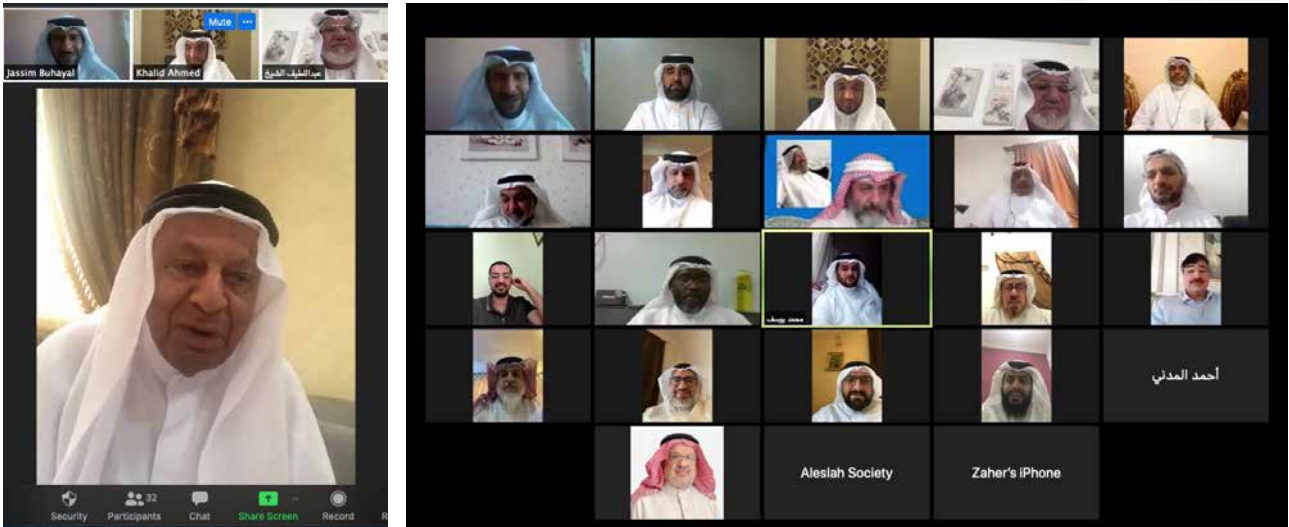 Mute
Jassim Buhayal
Khalid Ahmed
عبداللطيف الشيخ
32
Security
Participants
Chat
Share Screen
Record
R
محمد يوسف
أحمد المدني
Aleslah Society
Zaher's iPhone